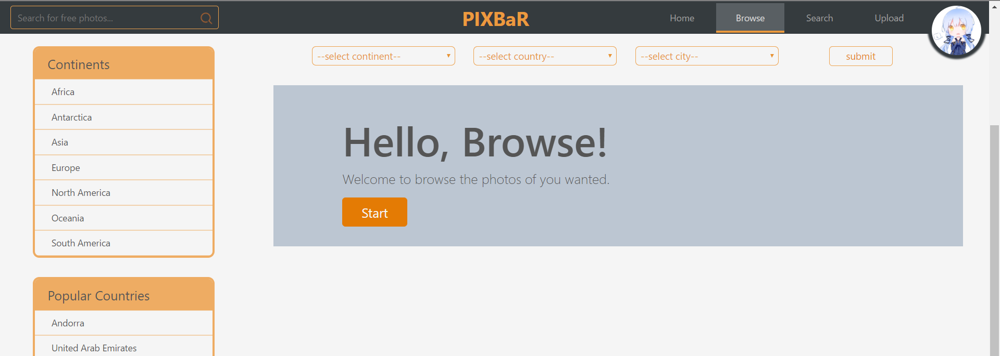 Search for free photos...
PIXBaR
Home
Browse
Search
Upload
--select continent--
--select country--
--select city--
submit
Continents
Africa
Antarctica
Asia
Europe
North America
Oceania
South America
Hello, Browse!
Welcome to browse the photos of you wanted.
Start
Popular Countries
Andorra
United Arab Emirates